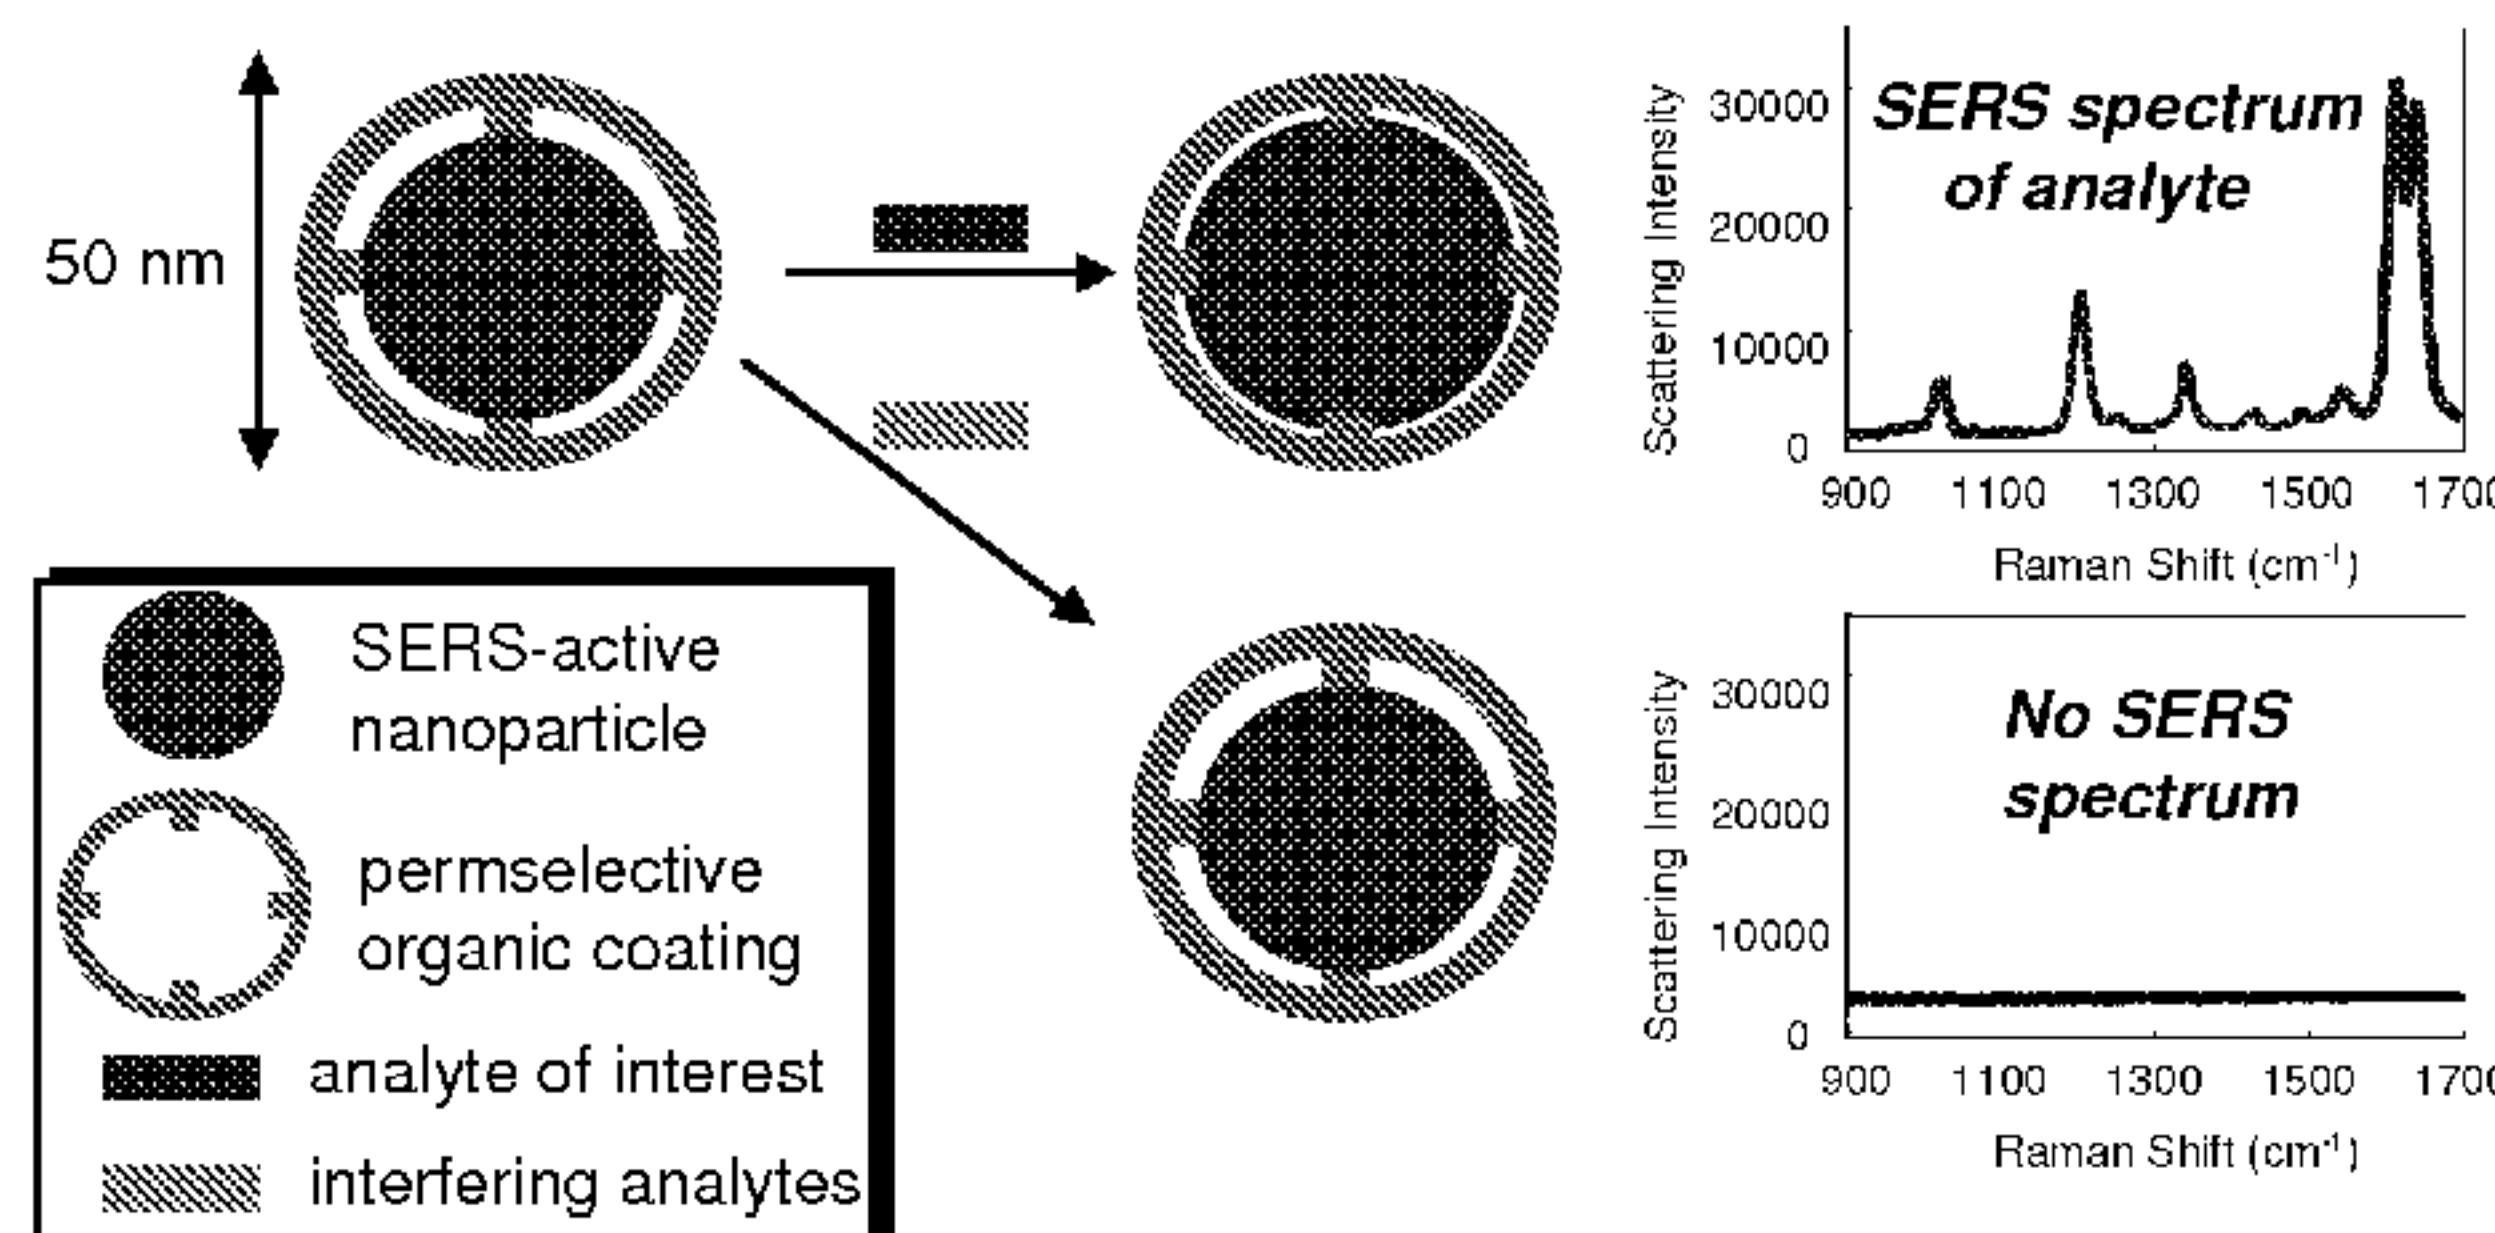 50 nm
SERS-active
nanoparticle
permselective
organic coating
analyte of interest
interfering analytes
SERS spectrum
of analyte
Scattering Intensity
30000
20000
10000
0
900 1100 1300 1500 1700
Raman Shift (cm⁻¹)
No SERS
spectrum
Scattering Intensity
30000
20000
10000
0
900 1100 1300 1500 1700
Raman Shift (cm⁻¹)